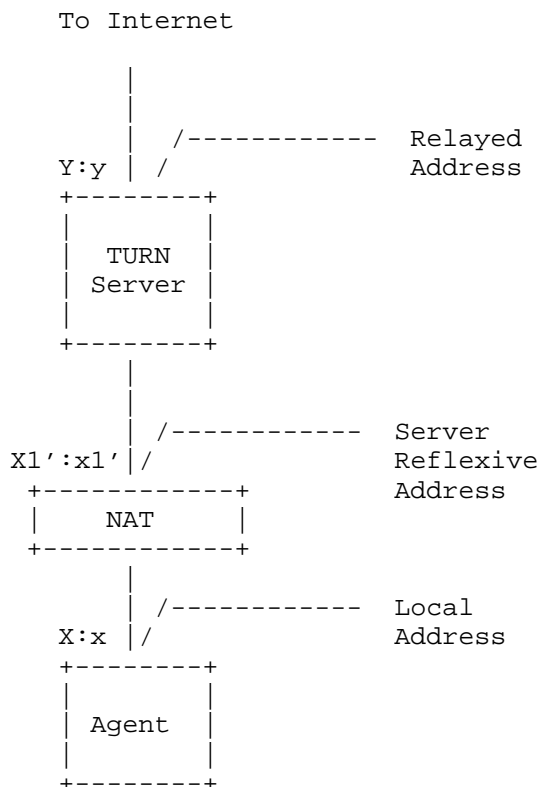 To Internet
|
|
| /------------ Relayed
Y:y | / Address
+--------+
| |
| TURN |
| Server |
| |
+--------+
|
|
| /------------ Server
X1':x1'|/ Reflexive
+------------+ Address
| NAT |
+------------+
|
| /------------ Local
X:x |/ Address
+--------+
| |
| Agent |
| |
+--------+